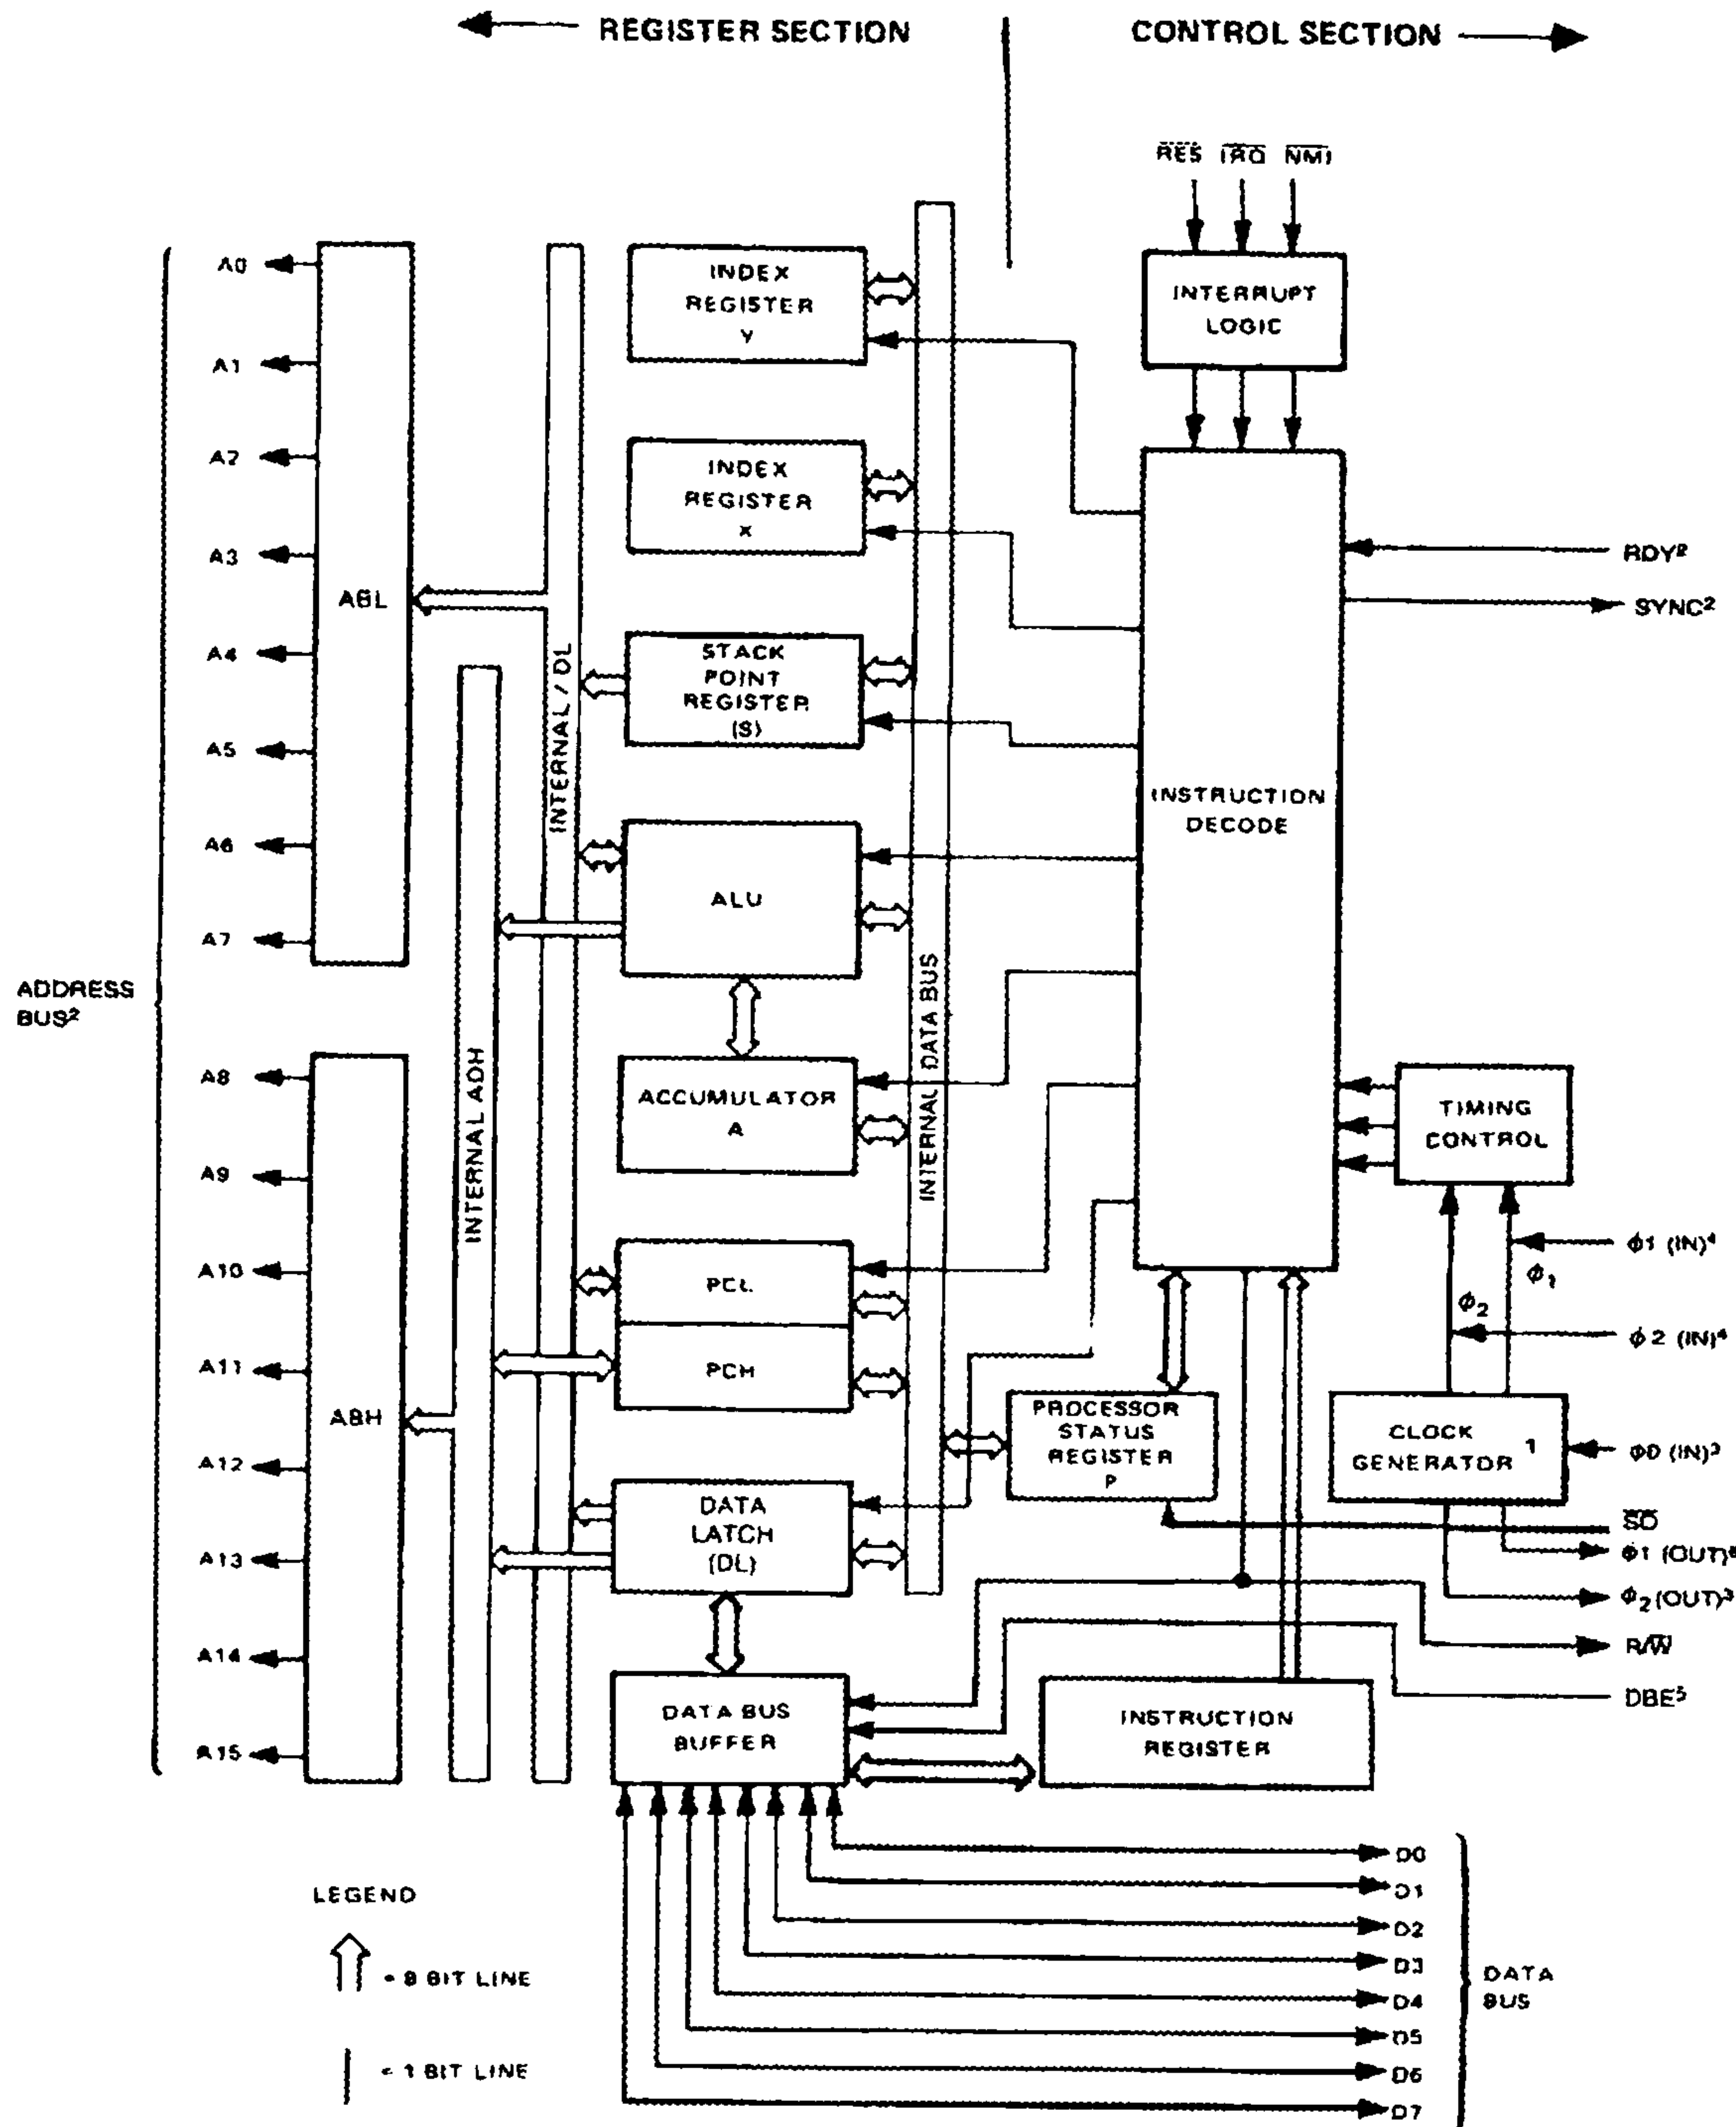 REGISTER SECTION
CONTROL SECTION
RES IRQ NMI
INTERRUPT
LOGIC
INDEX
REGISTER
Y
INDEX
REGISTER
X
STACK
POINT
REGISTER
(S)
ALU
ACCUMULATOR
A
PCL
PCH
DATA
LATCH
(DL)
DATA BUS
BUFFER
A0
A1
A2
A3
A4
A5
A6
A7
ABL
ADDRESS
BUS²
A8
A9
A10
A11
A12
A13
A14
A15
ABH
INTERNAL ADH
INTERNAL / DL
INTERNAL DATA BUS
INSTRUCTION
DECODE
RDY²
SYNC²
TIMING
CONTROL
ϕ1 (IN)⁴
ϕ1
ϕ2
ϕ2 (IN)⁴
PROCESSOR
STATUS
REGISTER
P
CLOCK
GENERATOR 1
ϕ0 (IN)³
SO
ϕ1 (OUT)
ϕ2 (OUT)³
R/W
DBE⁵
INSTRUCTION
REGISTER
D0
D1
D2
D3
D4
D5
D6
D7
DATA
BUS
LEGEND
= 8 BIT LINE
= 1 BIT LINE